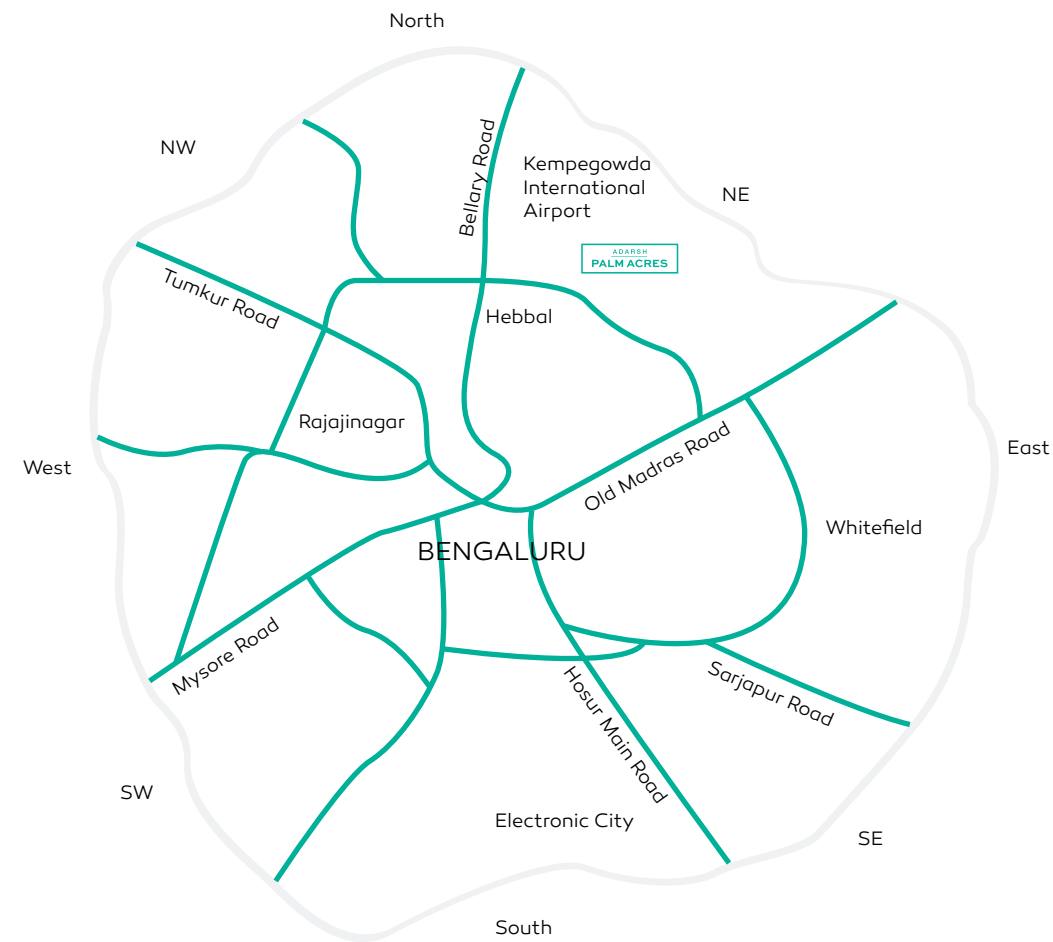 North
NW
Bellary Road
Kempegowda
International
Airport
NE
ADARSH
PALM ACRES
Tumkur Road
Hebbal
Rajajinagar
West
East
Old Madras Road
Whitefield
BENGALURU
Mysore Road
Sarjapur Road
Hosur Main Road
SW
Electronic City
SE
South